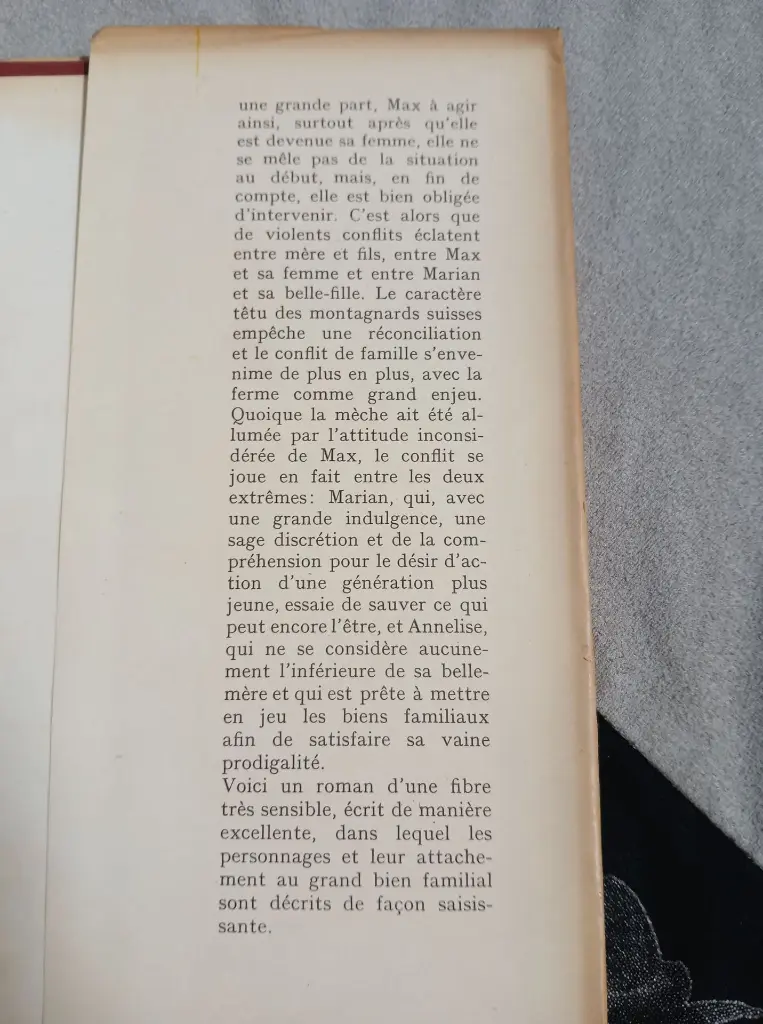 une grande part, Max à agir
ainsi, surtout après qu'elle
est devenue sa femme, elle ne
se mêle pas de la situation
au début, mais, en fin de
compte, elle est bien obligée
d'intervenir. C'est alors que
de violents conflits éclatent
entre mère et fils, entre Max
et sa femme et entre Marian
et sa belle-fille. Le caractère
têtu des montagnards suisses
empêche une réconciliation
et le conflit de famille s'enve-
nime de plus en plus, avec la
ferme comme grand enjeu.
Quoique la mèche ait été al-
lumée par l'attitude inconsi-
dérée de Max, le conflit se
joue en fait entre les deux
extrêmes: Marian, qui, avec
une grande indulgence, une
sage discrétion et de la com-
préhension pour le désir d'ac-
tion d'une génération plus
jeune, essaie de sauver ce qui
peut encore l'être, et Annelise,
qui ne se considère aucune-
ment l'inférieure de sa belle-
mère et qui est prête à mettre
en jeu les biens familiaux
afin de satisfaire sa vaine
prodigalité.
Voici un roman d'une fibre
très sensible, écrit de manière
excellente, dans lequel les
personnages et leur attache-
ment au grand bien familial
sont décrits de façon saisis-
sante.